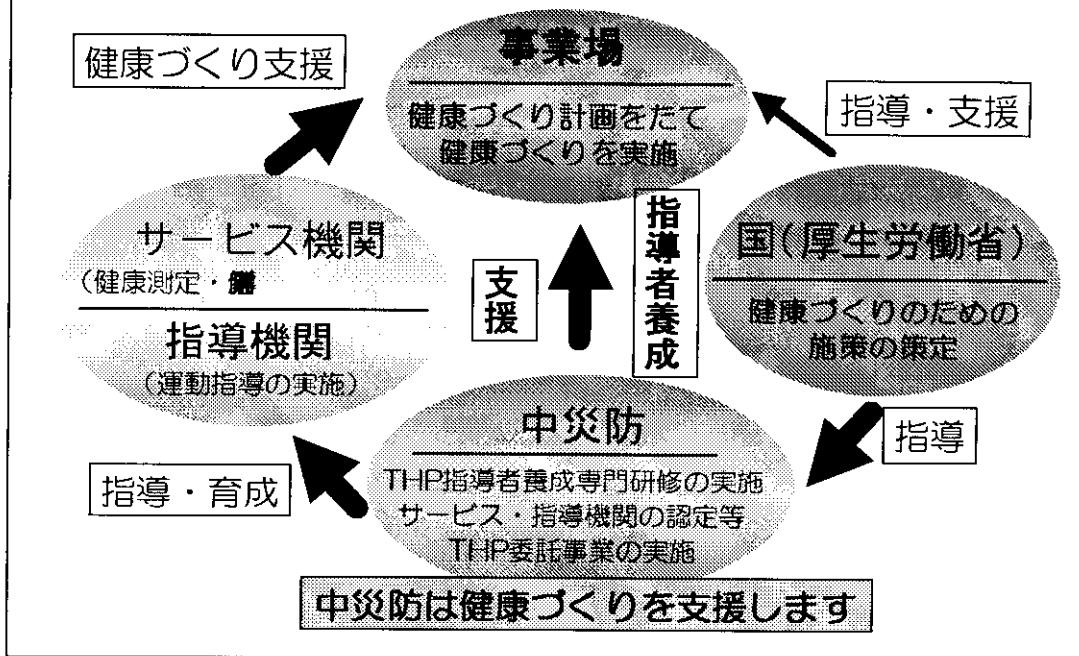 事業場
健康づくり計画をたて
健康づくりを実施
健康づくり支援
指導・支援
サービス機関
(健康測定・
指導機関
(運動指導の実施)
支援
指導者養成
国(厚生労働省)
健康づくりのための
施策の策定
指導
中災防
THP指導者養成専門研修の実施
サービス・指導機関の認定等
THP委託事業の実施
指導・育成
中災防は健康づくりを支援します